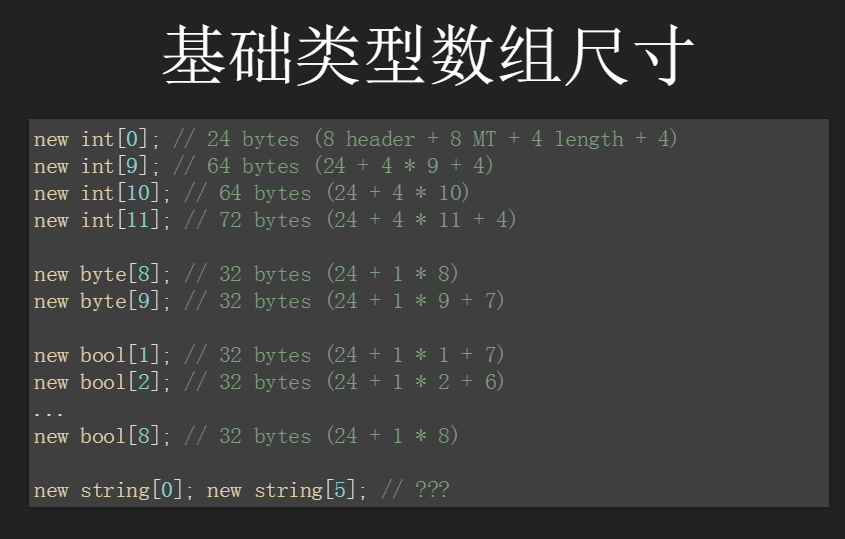 基础类型数组尺寸
new int[0]; // 24 bytes (8 header + 8 MT + 4 length + 4)
new int[9]; // 64 bytes (24 + 4 * 9 + 4)
new int[10]; // 64 bytes (24 + 4 * 10)
new int[11]; // 72 bytes (24 + 4 * 11 + 4)
new byte[8]; // 32 bytes (24 + 1 * 8)
new byte[9]; // 32 bytes (24 + 1 * 9 + 7)
new bool[1]; // 32 bytes (24 + 1 * 1 + 7)
new bool[2]; // 32 bytes (24 + 1 * 2 + 6)
...
new bool[8]; // 32 bytes (24 + 1 * 8)
new string[0]; new string[5]; // ???